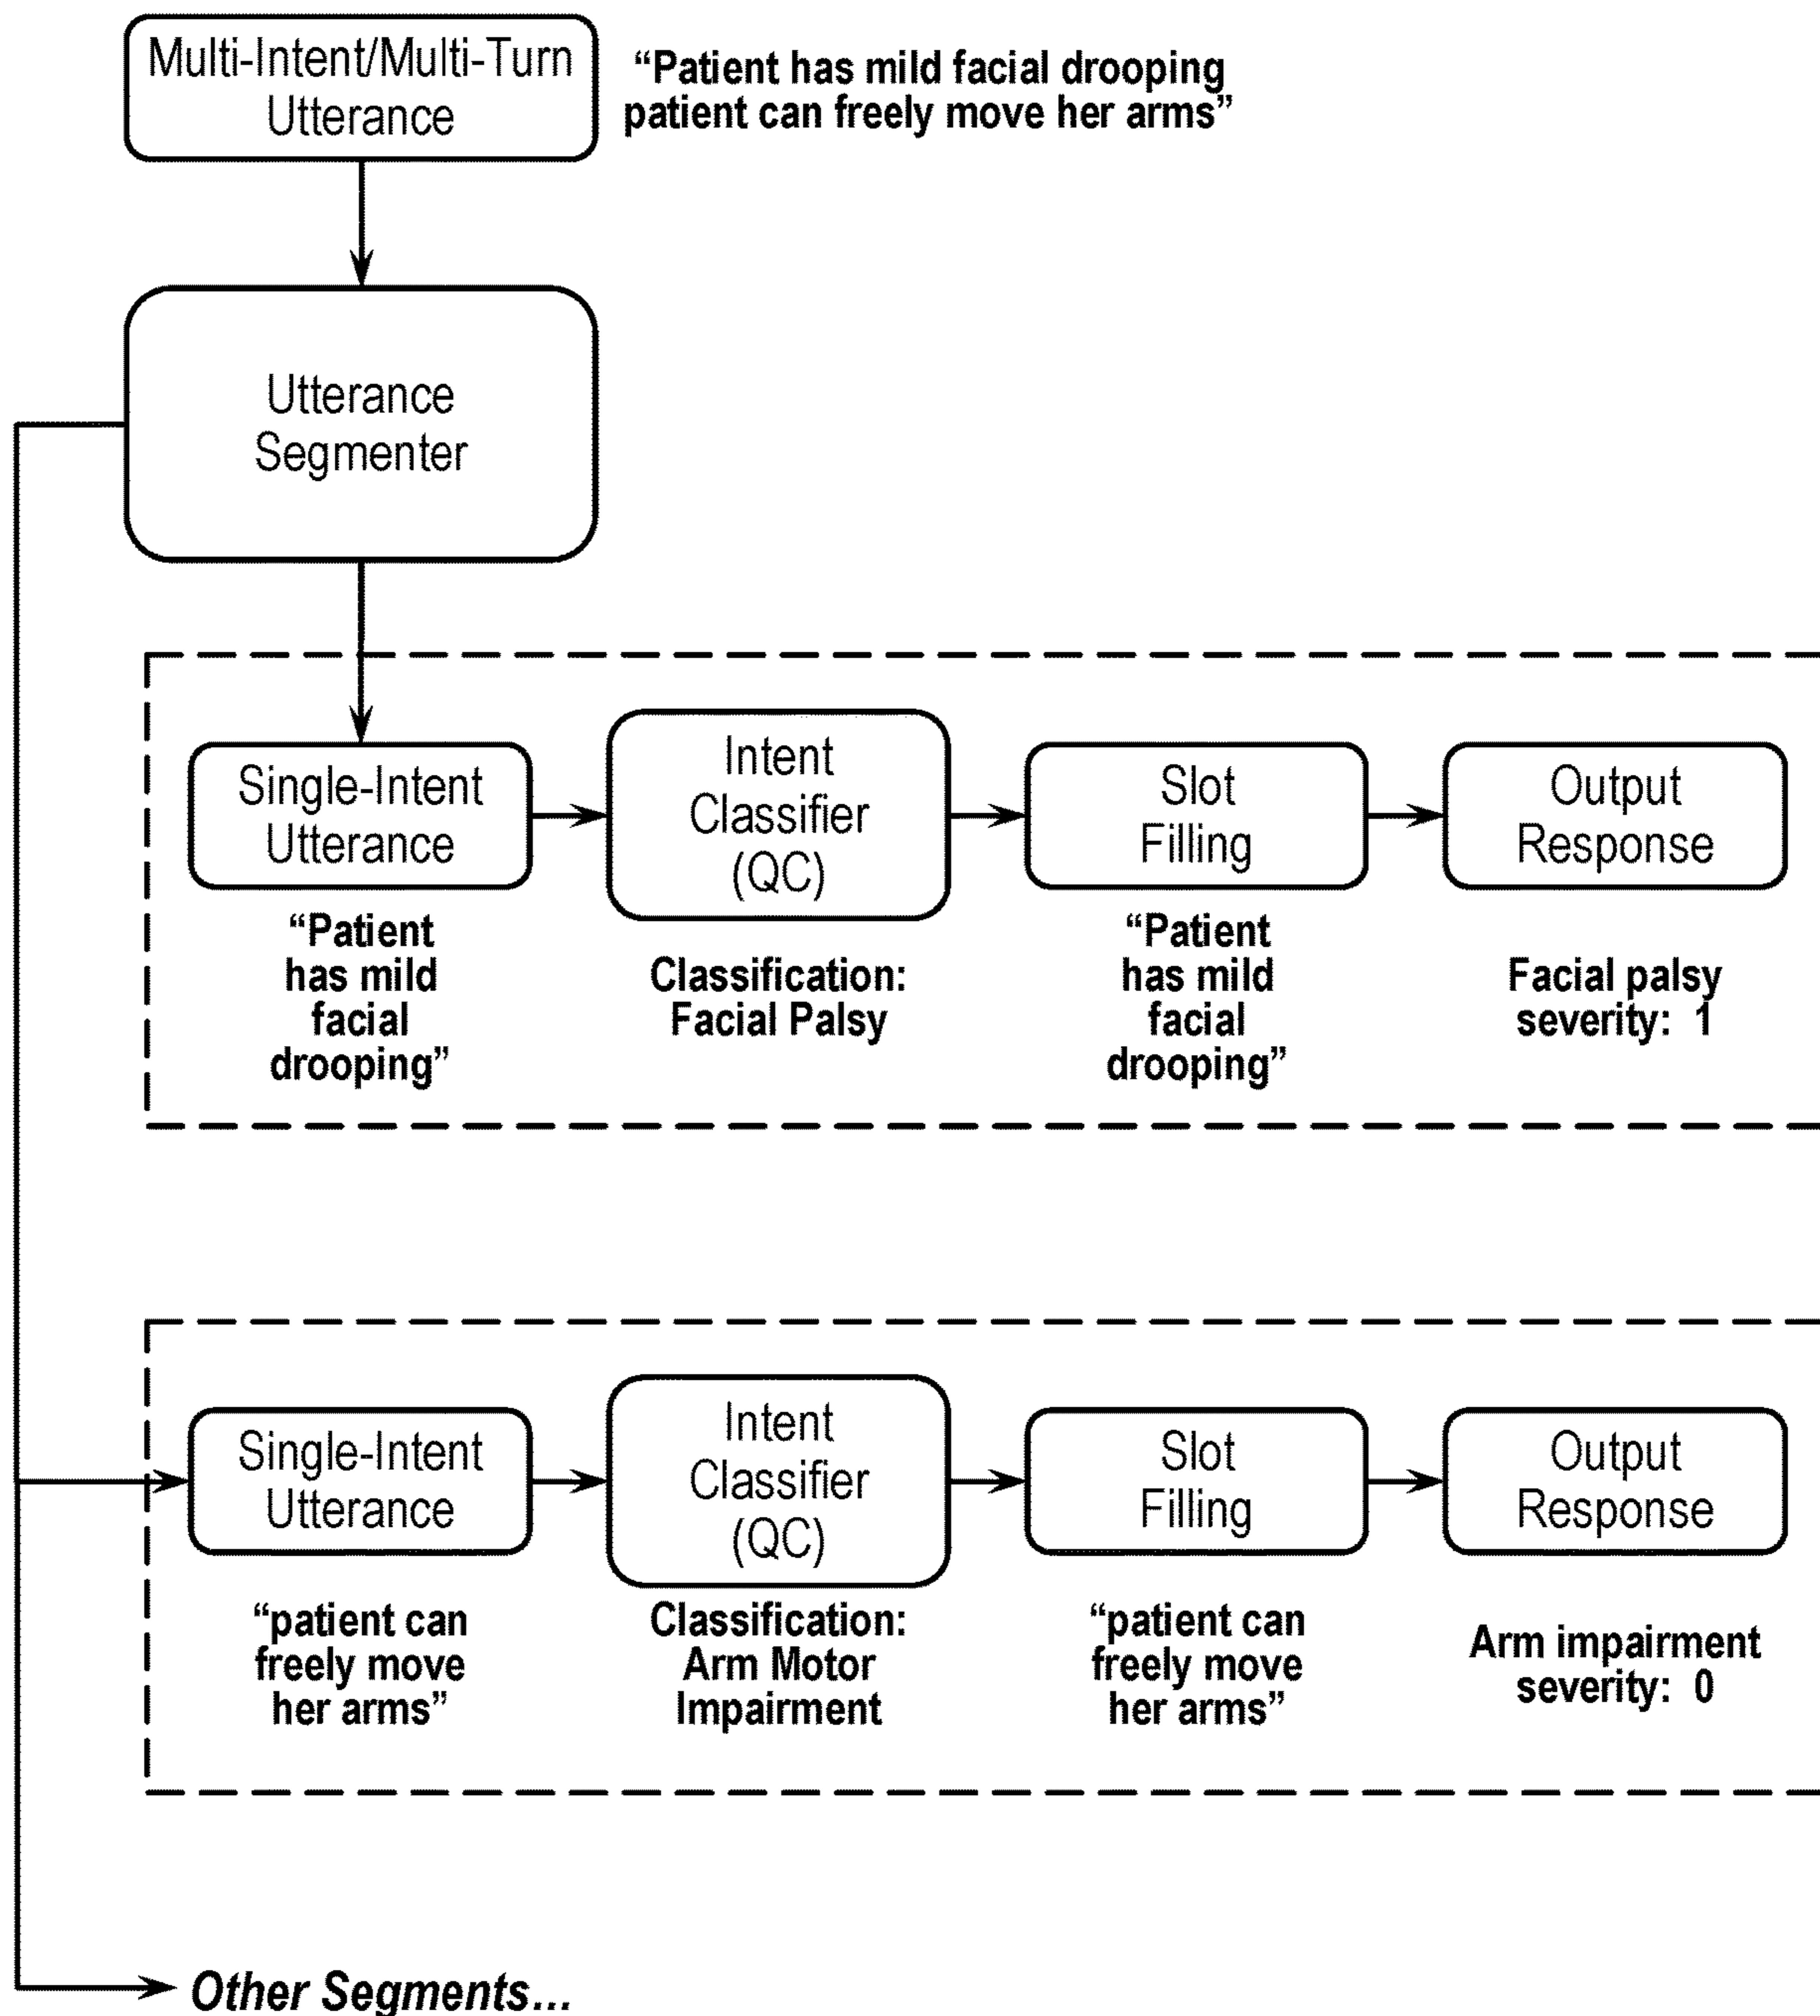 Multi-Intent/Multi-Turn
Utterance
“Patient has mild facial drooping
patient can freely move her arms”
Utterance
Segmenter
Single-Intent
Utterance
“Patient
has mild
facial
drooping”
Intent
Classifier
(QC)
Classification:
Facial Palsy
Slot
Filling
“Patient
has mild
facial
drooping”
Output
Response
Facial palsy
severity: 1
Single-Intent
Utterance
“patient can
freely move
her arms”
Intent
Classifier
(QC)
Classification:
Arm Motor
Impairment
Slot
Filling
“patient can
freely move
her arms”
Output
Response
Arm impairment
severity: 0
Other Segments...